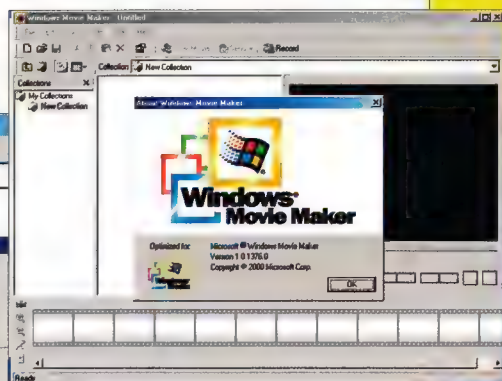 Windows Movie Maker - Untitled
Record
Collection New Collection
Collections
My Collections
New Collection
About Windows Movie Maker
Windows
Movie Maker
Optimized for:
Microsoft ® Windows Movie Maker
Version 1.0.1376.0
Copyright © 2000 Microsoft Corp.
OK
Ready